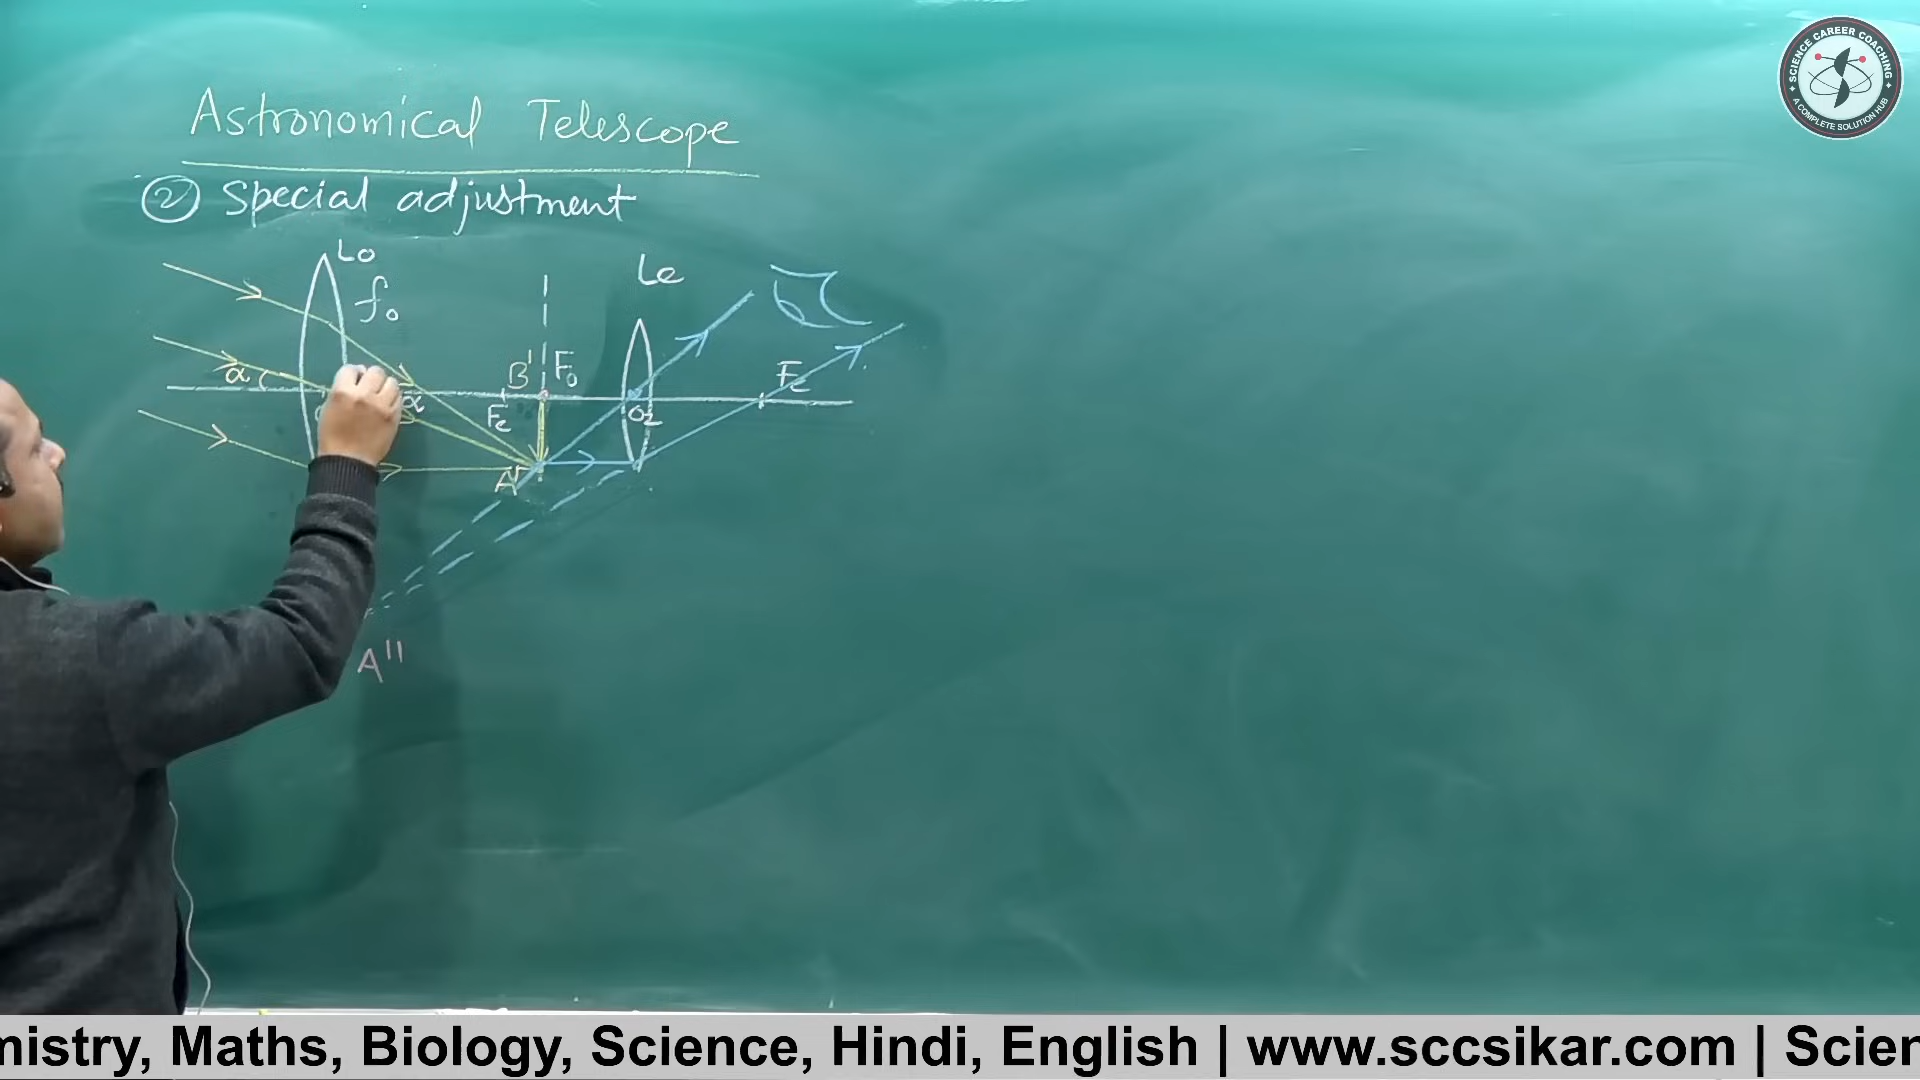 Astronomical Telescope
② Special adjustment
Lo
fo
Le
α
α
B'
Fo
Fe
Fe
O2
A'
A''
SCIENCE CAREER COACHING
A COMPLETE SOLUTION HUB
mistry, Maths, Biology, Science, Hindi, English | www.sccsikar.com | Scien